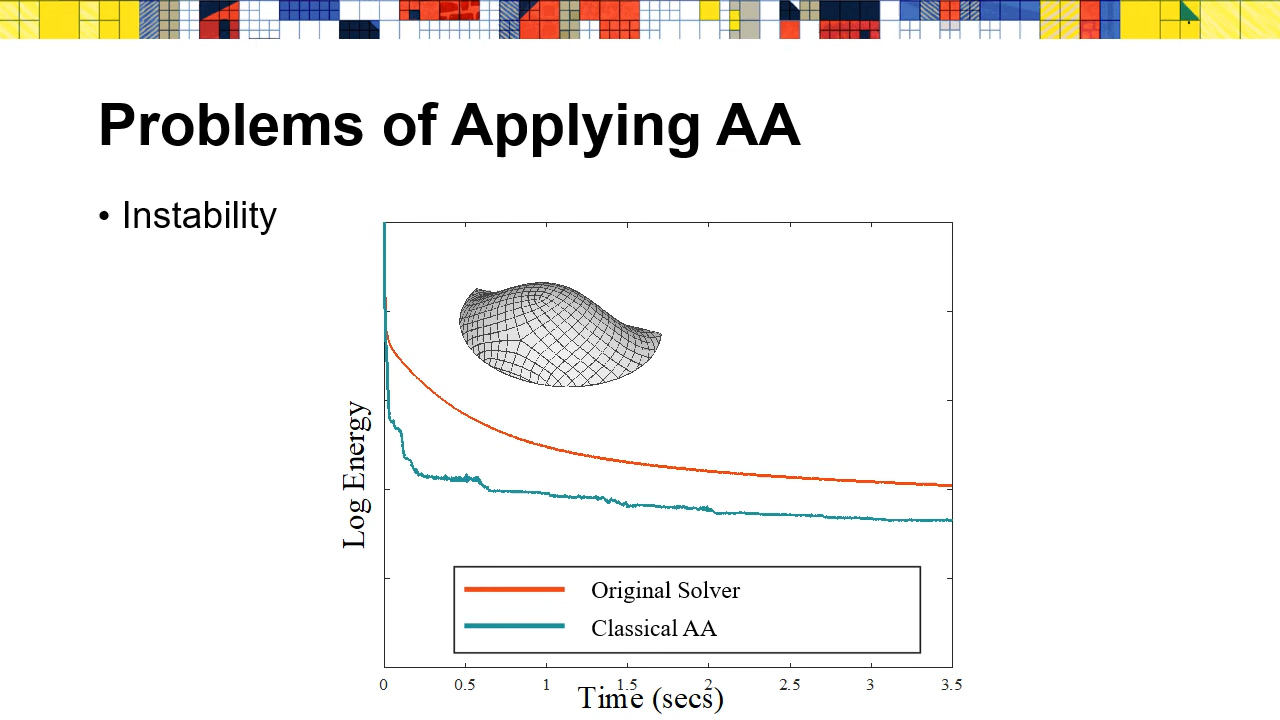 Problems of Applying AA
• Instability
Log Energy
Original Solver
Classical AA
0 0.5 1 1.5 2 2.5 3 3.5
Time (secs)